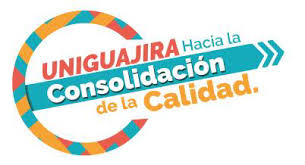 UNIGUAJIRA Hacia la
Consolidación
de la Calidad.